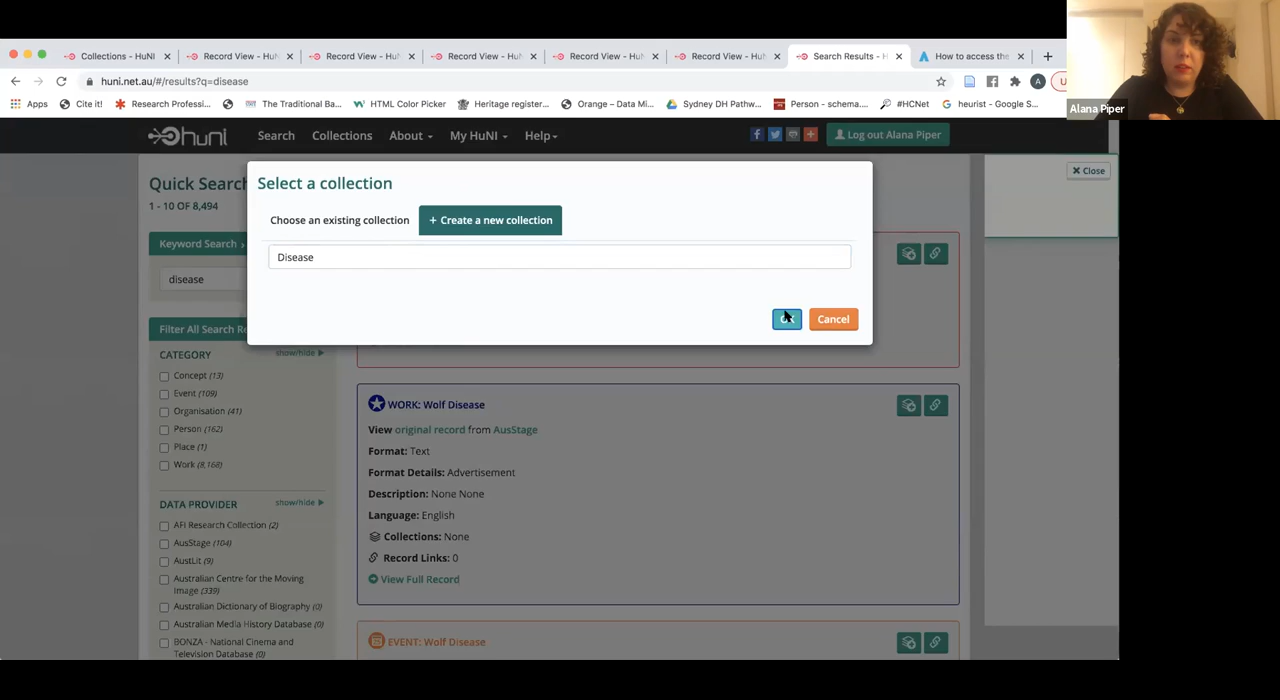 Collections - HuNI
Record View - HuN
Record View - HuN
Record View - HuN
Record View - HuN
Record View - HuN
Search Results - H
How to access the
huni.net.au/#/results?q=disease
A
Alana Piper
Apps
Cite it!
Research Professi...
The Traditional Ba...
HTML Color Picker
Heritage register...
Orange – Data Mi...
Sydney DH Pathw...
Person - schema....
#HCNet
heurist - Google S...
huni
Search
Collections
About
My HuNI
Help
Log out Alana Piper
Quick Search
1 - 10 OF 8,494
Select a collection
Close
Choose an existing collection
+ Create a new collection
Keyword Search
Disease
disease
Cancel
Filter All Search Re
CATEGORY
show/hide
Concept (13)
Event (109)
Organisation (41)
Person (162)
Place (1)
Work (8,168)
DATA PROVIDER
show/hide
AFI Research Collection (2)
AusStage (104)
AustLit (9)
Australian Centre for the Moving
Image (339)
Australian Dictionary of Biography (0)
Australian Media History Database (0)
BONZA - National Cinema and
Television Database (0)
WORK: Wolf Disease
View original record from AusStage
Format: Text
Format Details: Advertisement
Description: None None
Language: English
Collections: None
Record Links: 0
View Full Record
EVENT: Wolf Disease